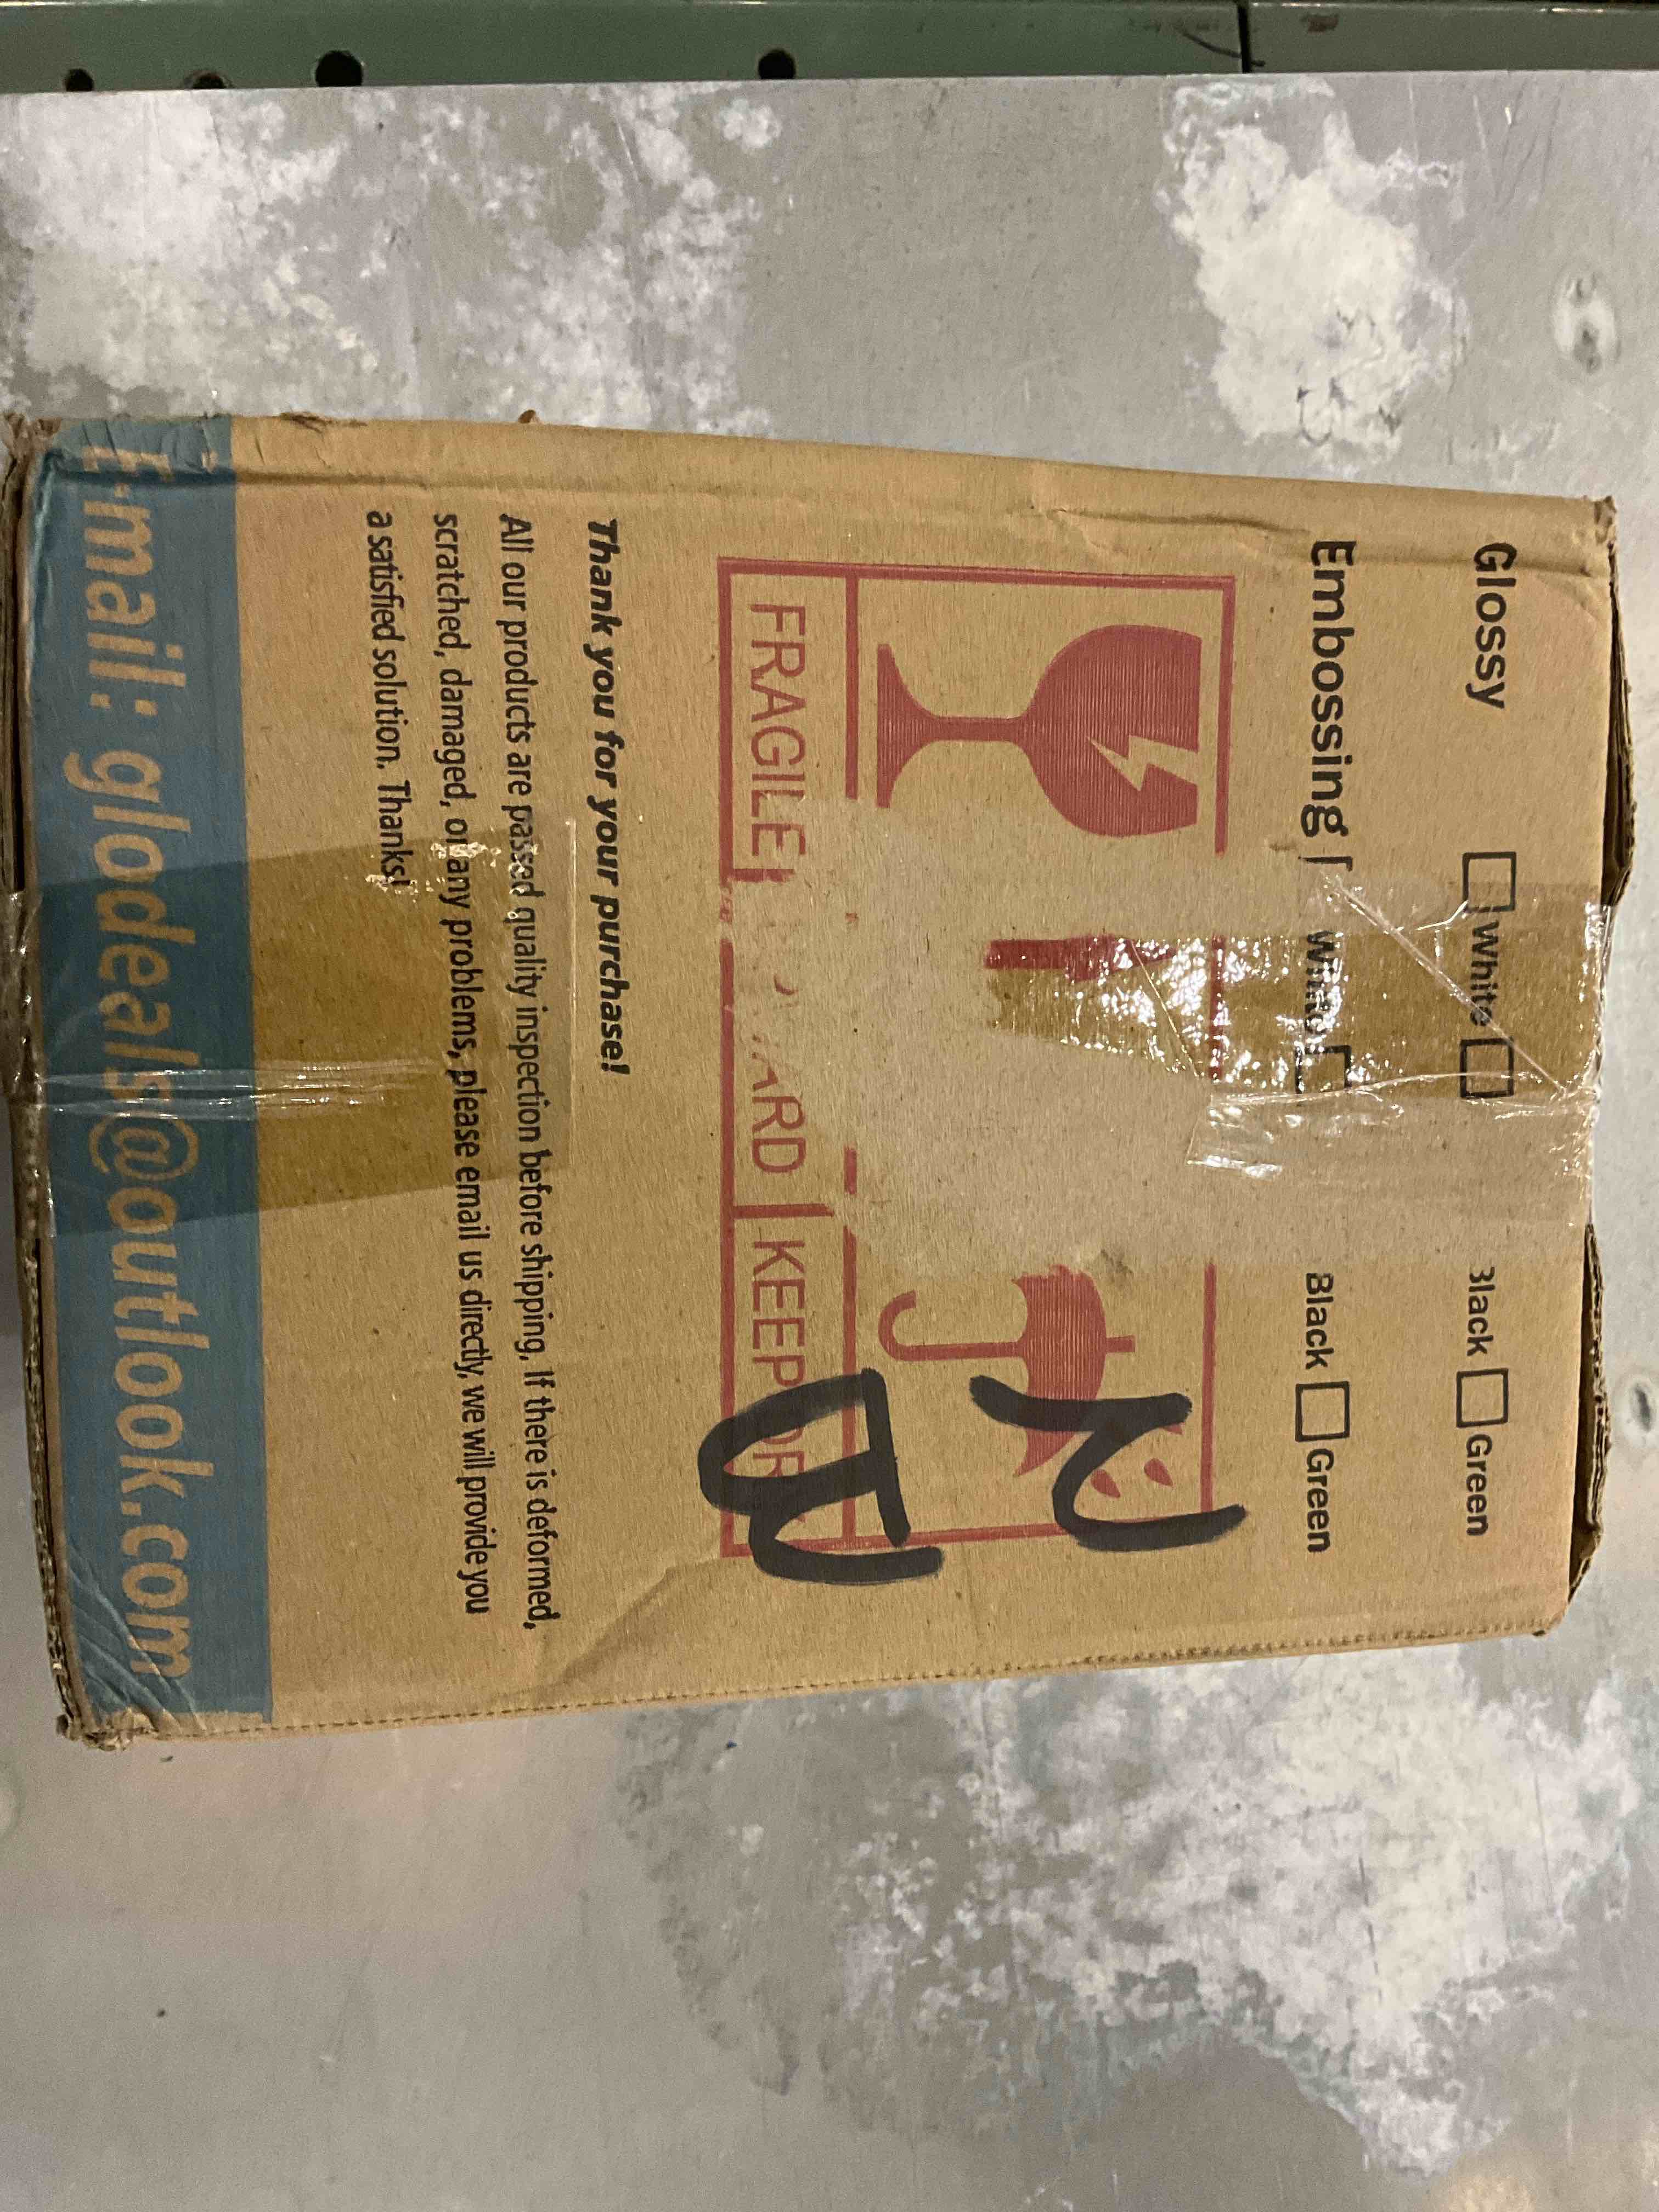 Glossy White Black Green
Embossing White Black Green
FRAGILE KEEP
Thank you for your purchase!
All our products are passed quality inspection before shipping, If there is deformed,
scratched, damaged, or any problems, please email us directly, we will provide you
a satisfied solution. Thanks!
E-mail: glodeals@outlook.com